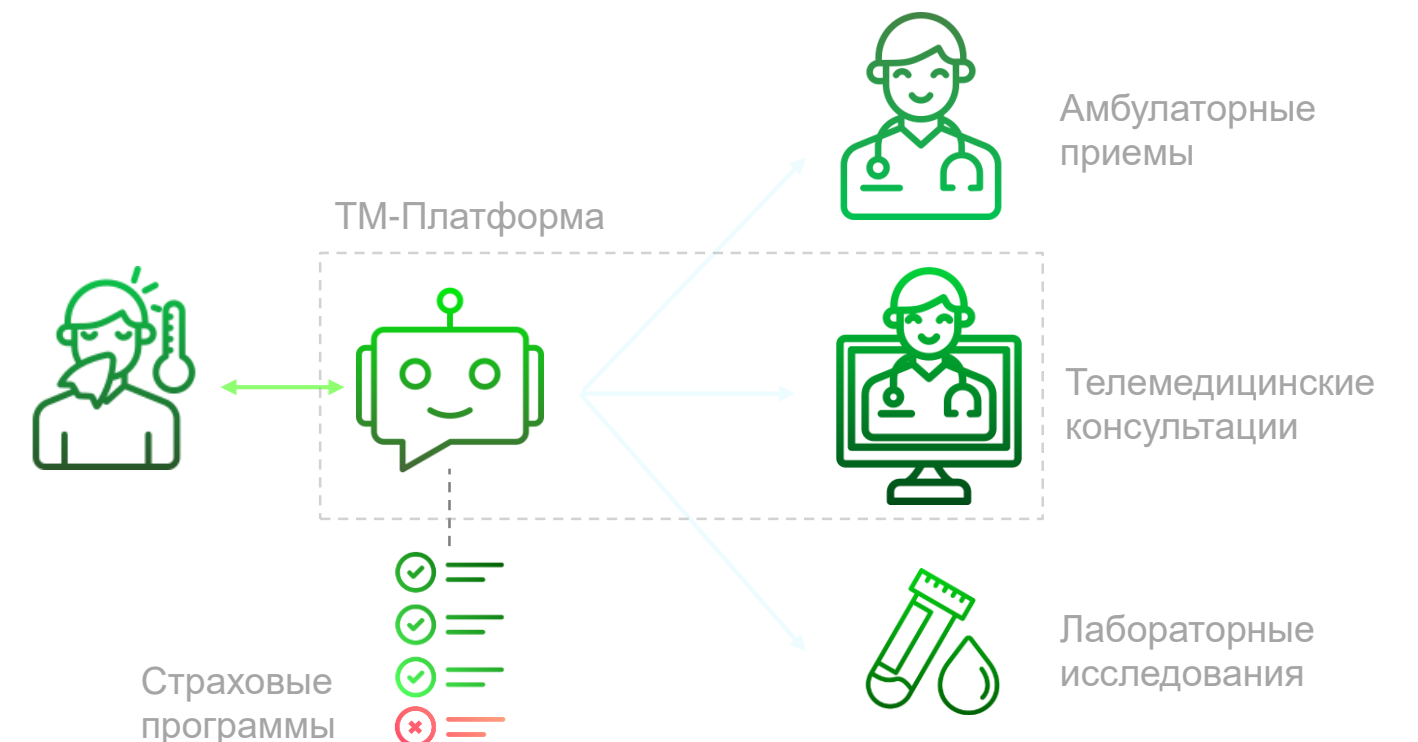 Амбулаторные
приемы
ТМ-Платформа
Телемедицинские
консультации
Лабораторные
исследования
Страховые
программы